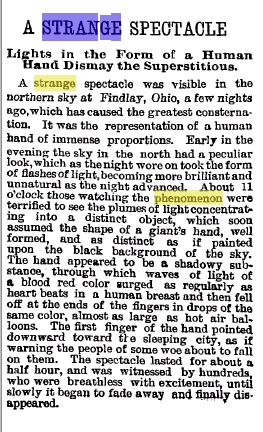 A STRANGE SPECTACLE
Lights in the Form of a Human
Hand Dismay the Superstitious.
A strange spectacle was visible in the
northern sky at Findlay, Ohio, a few nights
ago, which has caused the greatest consterna-
tion. It was the representation of a human
hand of immense proportions. Early in the
evening the sky in the north had a peculiar
look, which as the night wore on took the form
of flashes of light, becoming more brilliant and
unnatural as the night advanced. About 11
o'clock those watching the phenomenon were
terrified to see the plumes of light concentrat-
ing into a distinct object, which soon
assumed the shape of a giant's hand, well
formed, and as distinct as if painted
upon the black background of the sky.
The hand appeared to be a shadowy sub-
stance, through which waves of light of
a blood red color surged as regularly as
heart beats in a human breast and then fell
off at the ends of the fingers in drops of the
same color, almost as large as hot air bal-
loons. The first finger of the hand pointed
downward toward the sleeping city, as if
warning the people of some woe about to fall
on them. The spectacle lasted for about a
half hour, and was witnessed by hundreds,
who were breathless with excitement, until
slowly it began to fade away and finally dis-
appeared.